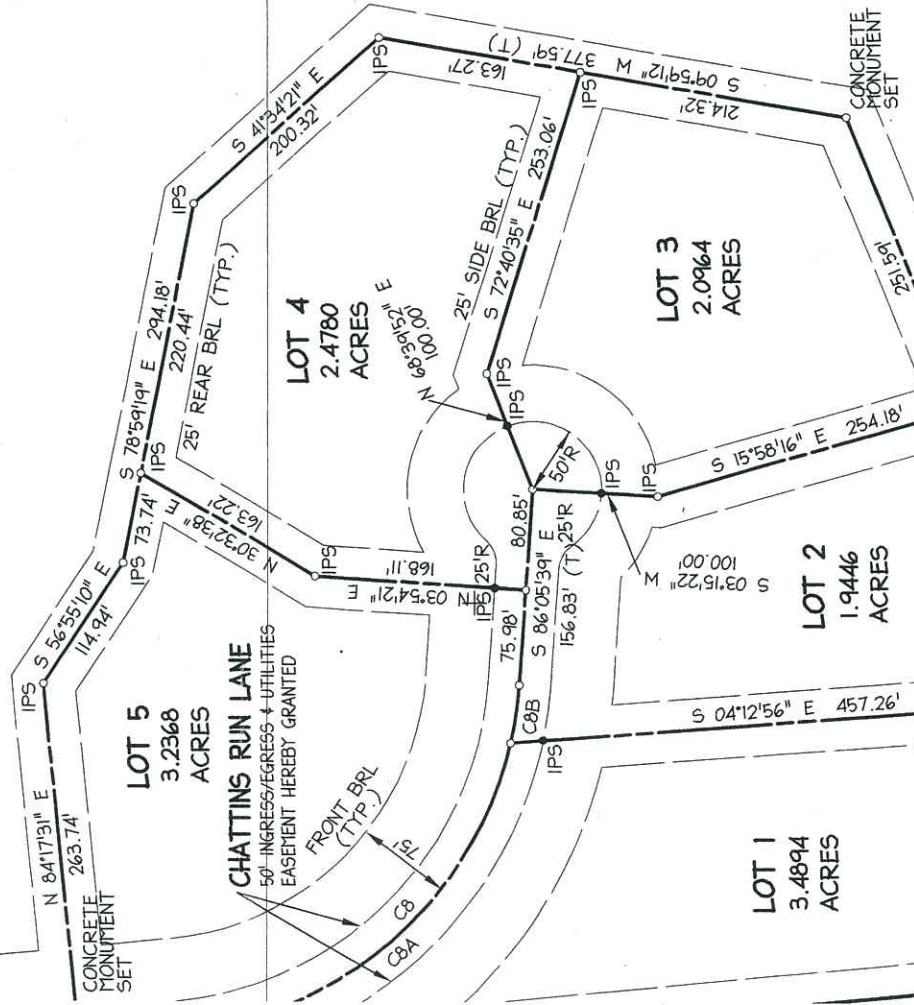 CONCRETE
MONUMENT
SET
N 84°17'31" E
263.74'
IPS
S 56°55'10" E
114.94'
IPS
73.74'
S 78°59'19" E 294.18'
220.44'
IPS
25' REAR BRL (TYP.)
IPS
S 41°34'21" E
200.32'
IPS
163.27'
377.59' (T)
IPS
S 09°59'12" W
214.32'
CONCRETE
MONUMENT
SET
251.59'
LOT 5
3.2368
ACRES
N 30°32'38" E
163.22'
IPS
N 03°54'21" E
168.11'
IPS
25'R
LOT 4
2.4780
ACRES
N 68°39'52" E
100.00'
25' SIDE BRL (TYP.)
S 72°40'35" E 253.06'
IPS
IPS
LOT 3
2.0964
ACRES
CHATTINS RUN LANE
50' INGRESS/EGRESS & UTILITIES
EASEMENT HEREBY GRANTED
FRONT BRL
(TYP.)
75'
C8
C8A
C8B
IPS
75.98'
80.85'
S 86°05'39" E
156.83' (T)
25'R
50'R
IPS
S 03°15'22" W
100.00'
S 15°58'16" E 254.18'
LOT 2
1.9446
ACRES
S 04°12'56" E 457.26'
LOT 1
3.4894
ACRES